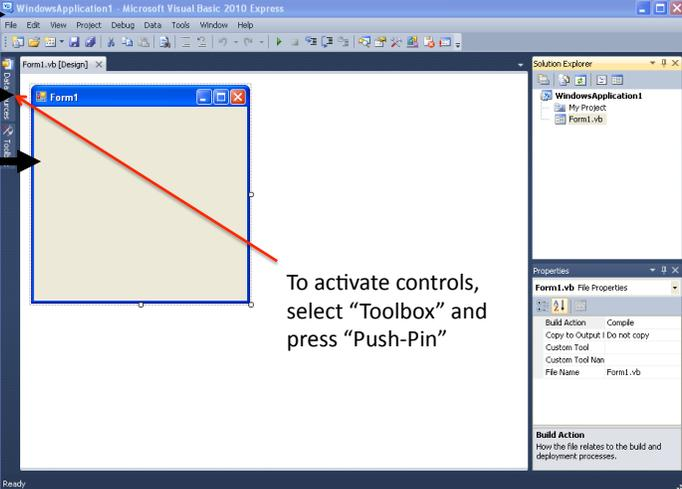 WindowsApplication1 - Microsoft Visual Basic 2010 Express
File Edit View Project Debug Data Tools Window Help
Form1.vb [Design]
Data
Form1
To activate controls,
select “Toolbox” and
press “Push-Pin”
Solution Explorer
WindowsApplication1
My Project
Form1.vb
Properties
Form1.vb File Properties
Build Action Compile
Copy to Output Do not copy
Custom Tool
Custom Tool Nan
File Name Form1.vb
Build Action
How the file relates to the build and
deployment processes.
Ready